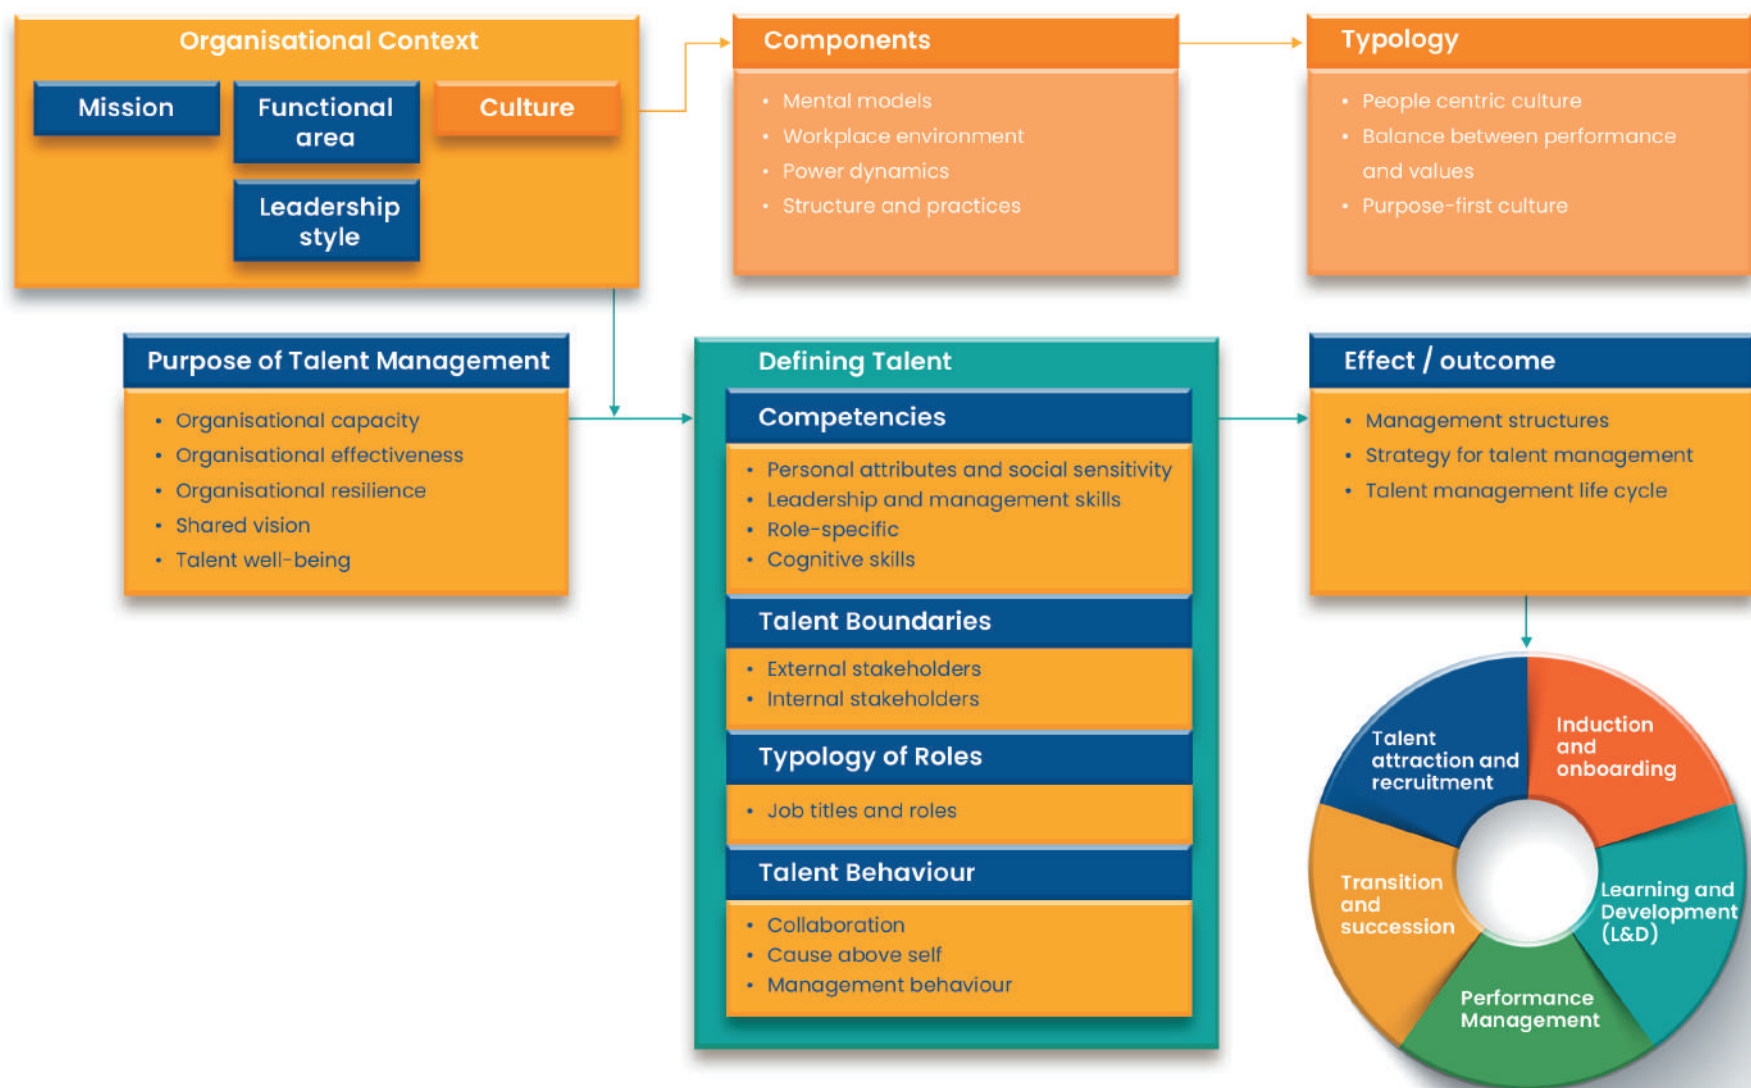 Organisational Context
Mission
Functional
area
Culture
Leadership
style
Components
• Mental models
• Workplace environment
• Power dynamics
• Structure and practices
Typology
• People centric culture
• Balance between performance
and values
• Purpose-first culture
Purpose of Talent Management
• Organisational capacity
• Organisational effectiveness
• Organisational resilience
• Shared vision
• Talent well-being
Defining Talent
Competencies
• Personal attributes and social sensitivity
• Leadership and management skills
• Role-specific
• Cognitive skills
Talent Boundaries
• External stakeholders
• Internal stakeholders
Typology of Roles
• Job titles and roles
Talent Behaviour
• Collaboration
• Cause above self
• Management behaviour
Effect / outcome
• Management structures
• Strategy for talent management
• Talent management life cycle
Talent
attraction and
recruitment
Induction
and
onboarding
Learning and
Development
(L&D)
Performance
Management
Transition
and
succession